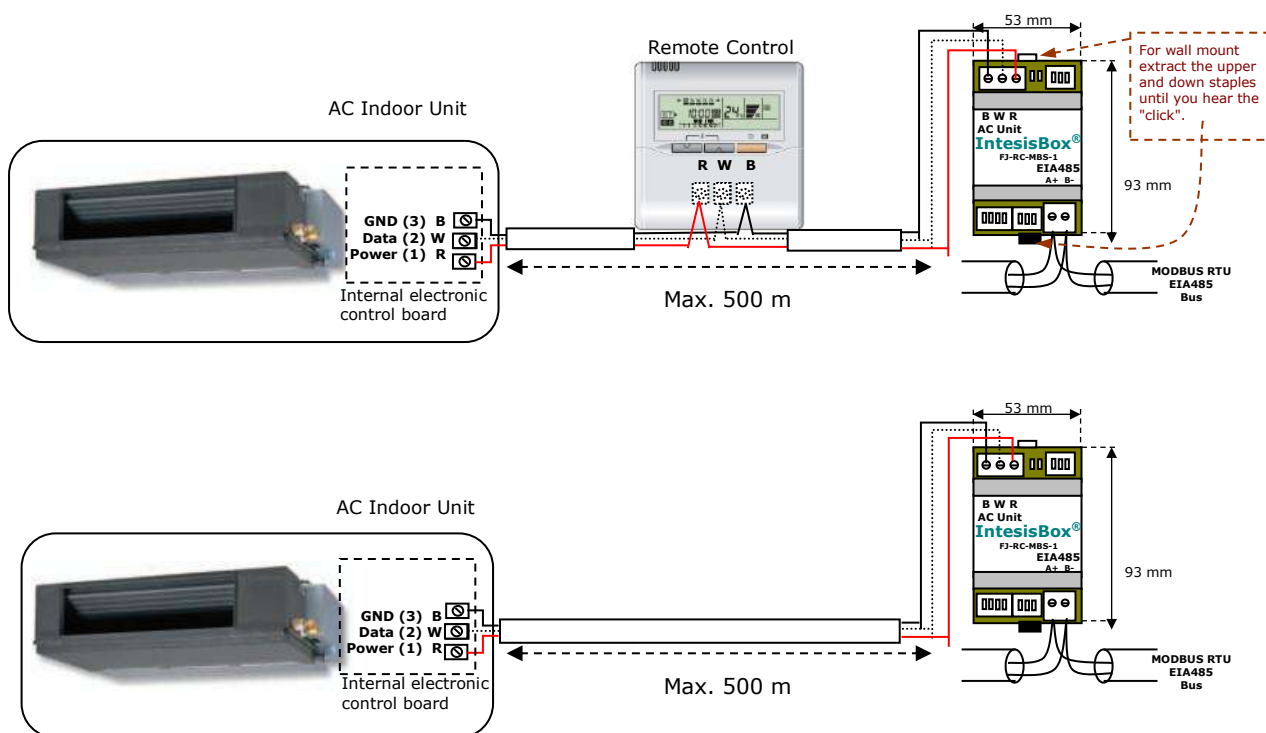 53 mm
Remote Control
For wall mount
extract the upper
and down staples
until you hear the
"click".
AC Indoor Unit
B W R
AC Unit
IntesisBox®
FJ-RC-MBS-1
EIA485
A+ B-
93 mm
R W B
GND (3) B
Data (2) W
Power (1) R
Internal electronic
control board
Max. 500 m
MODBUS RTU
EIA485
Bus
53 mm
AC Indoor Unit
B W R
AC Unit
IntesisBox®
FJ-RC-MBS-1
EIA485
A+ B-
93 mm
GND (3) B
Data (2) W
Power (1) R
Internal electronic
control board
Max. 500 m
MODBUS RTU
EIA485
Bus